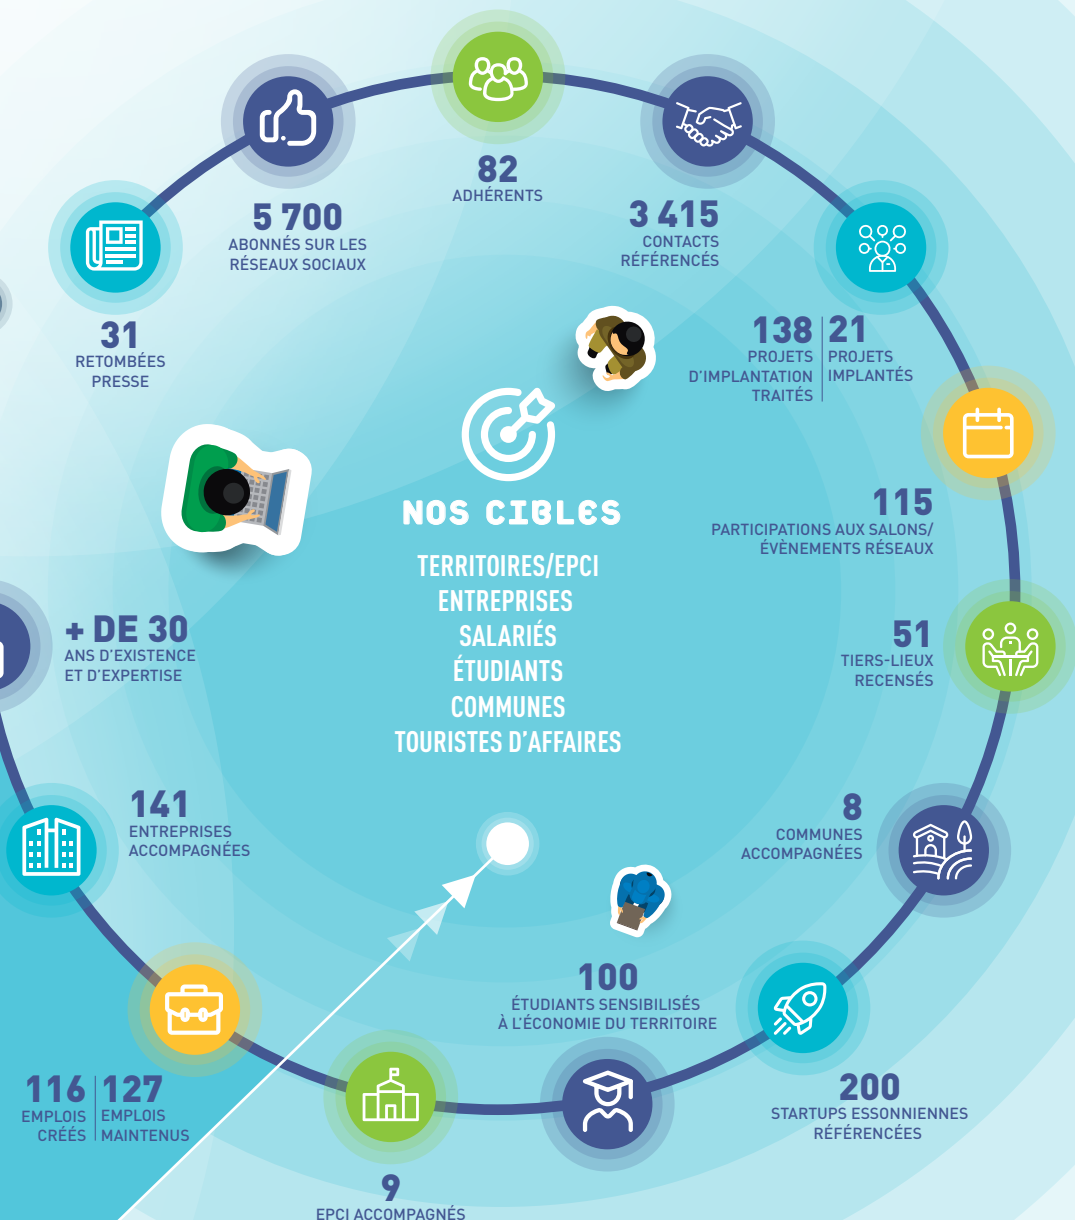 82
ADHÉRENTS
5 700
ABONNÉS SUR LES
RÉSEAUX SOCIAUX
3 415
CONTACTS
RÉFÉRENCÉS
31
RETOMBÉES
PRESSE
138
PROJETS
D'IMPLANTATION
TRAITÉS
21
PROJETS
IMPLANTÉS
115
PARTICIPATIONS AUX SALONS/
ÉVÈNEMENTS RÉSEAUX
NOS CIBLES
TERRITOIRES/EPCI
ENTREPRISES
SALARIÉS
ÉTUDIANTS
COMMUNES
TOURISTES D'AFFAIRES
+ DE 30
ANS D'EXISTENCE
ET D'EXPERTISE
51
TIERS-LIEUX
RECENSÉS
141
ENTREPRISES
ACCOMPAGNÉES
8
COMMUNES
ACCOMPAGNÉES
100
ÉTUDIANTS SENSIBILISÉS
À L'ÉCONOMIE DU TERRITOIRE
116
EMPLOIS
CRÉÉS
127
EMPLOIS
MAINTENUS
200
STARTUPS ESSONNIENNES
RÉFÉRENCÉES
9
EPCI ACCOMPAGNÉS